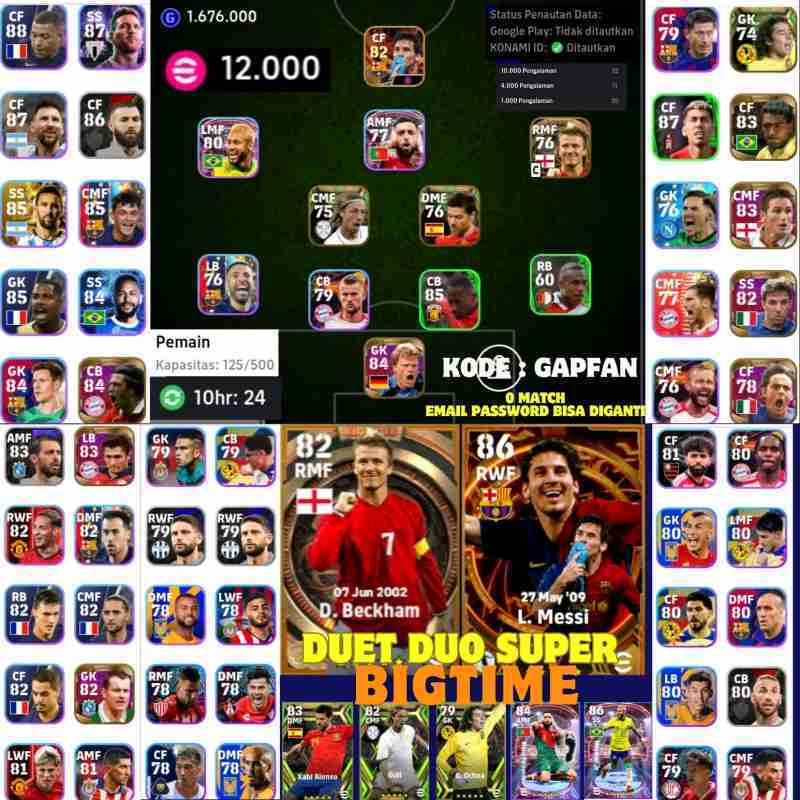 CF
88
SS
87
CF
87
CF
86
SS
85
CMF
85
GK
85
SS
84
GK
84
CB
84
G 1.676.000
12.000
CF
82
Status Penautan Data:
Google Play: Tidak ditautkan
KONAMI ID: Ditautkan
10.000 Pengalaman
4.000 Pengalaman
1.000 Pengalaman
LMF
80
AMF
77
RMF
76
C
CMF
75
DMF
76
LB
76
CB
79
CB
85
RB
60
GK
84
Pemain
Kapasitas: 125/500
10hr: 24
KODE : GAPFAN
0 MATCH
EMAIL PASSWORD BISA DIGANTI
CF
79
GK
74
CF
87
CF
83
GK
76
CMF
83
CMF
77
SS
82
CMF
76
CF
78
AMF
83
LB
83
GK
79
CB
79
RWF
82
DMF
82
RWF
79
RWF
79
RB
82
CMF
82
DMF
78
LWF
78
CF
82
GK
82
RMF
78
DMF
78
LWF
81
AMF
81
CF
78
DMF
78
82
RMF
7
07 Jun 2002
D. Beckham
86
RWF
27 May '09
L. Messi
DUET DUO SUPER
BIGTIME
83
DMF
Xabi Alonso
82
CMF
Guti
79
GK
G. Ochoa
84
AMF
86
SS
CF
81
CF
80
GK
80
LMF
80
CF
80
DMF
80
LB
80
CB
80
CF
79
CMF
79